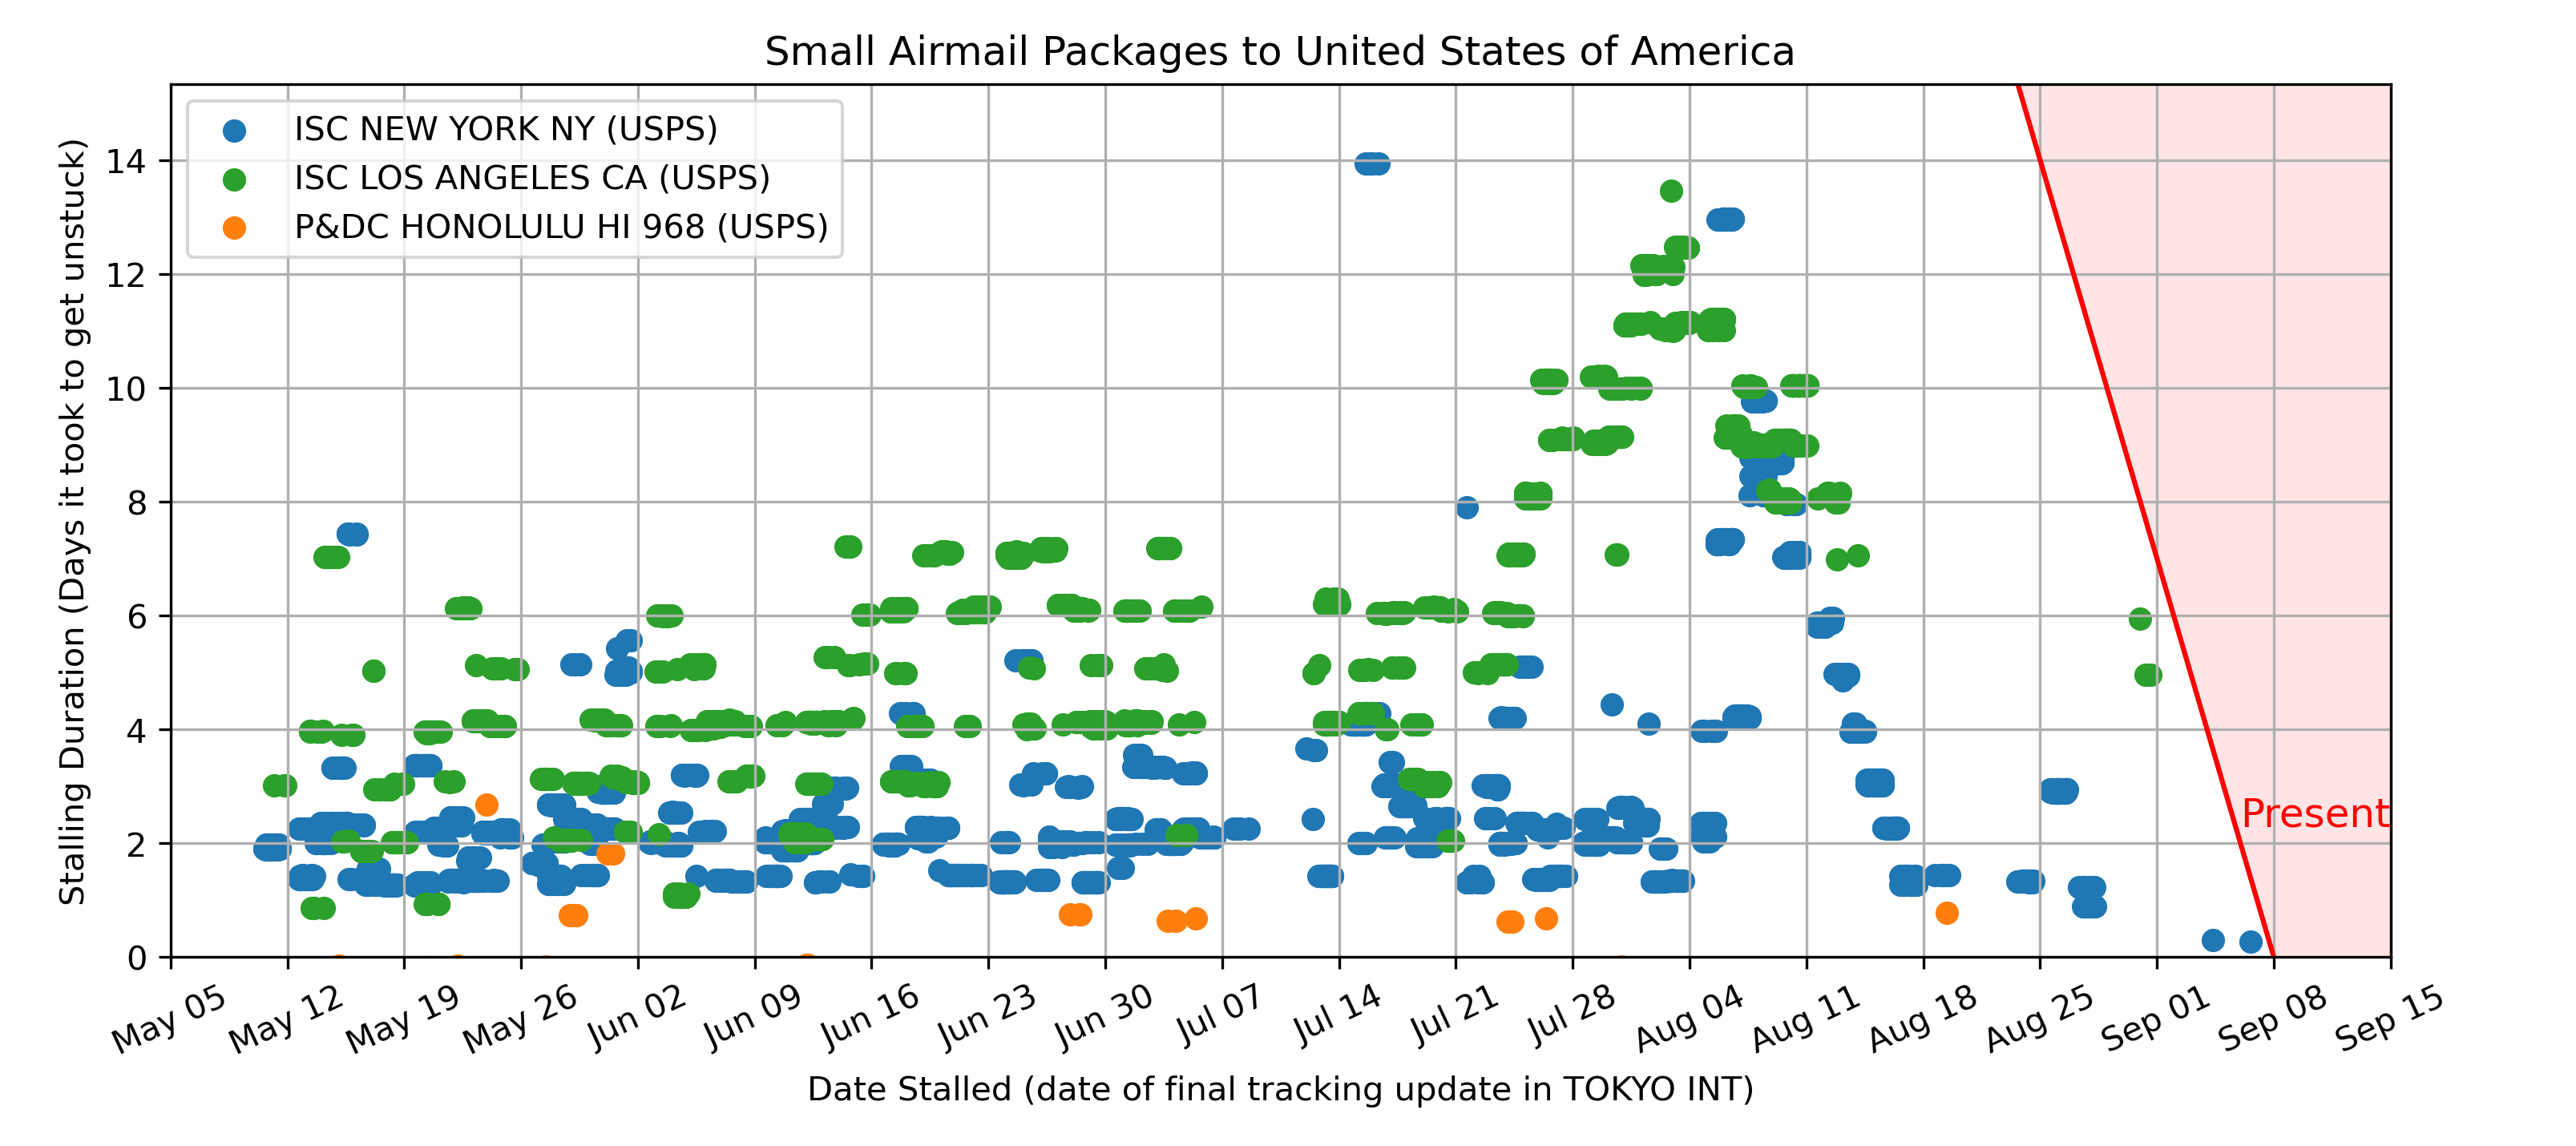 Small Airmail Packages to United States of America
ISC NEW YORK NY (USPS)
ISC LOS ANGELES CA (USPS)
P&DC HONOLULU HI 968 (USPS)
Stalling Duration (Days it took to get unstuck)
14
12
10
8
6
4
2
0
Present
May 05
May 12
May 19
May 26
Jun 02
Jun 09
Jun 16
Jun 23
Jun 30
Jul 07
Jul 14
Jul 21
Jul 28
Aug 04
Aug 11
Aug 18
Aug 25
Sep 01
Sep 08
Sep 15
Date Stalled (date of final tracking update in TOKYO INT)